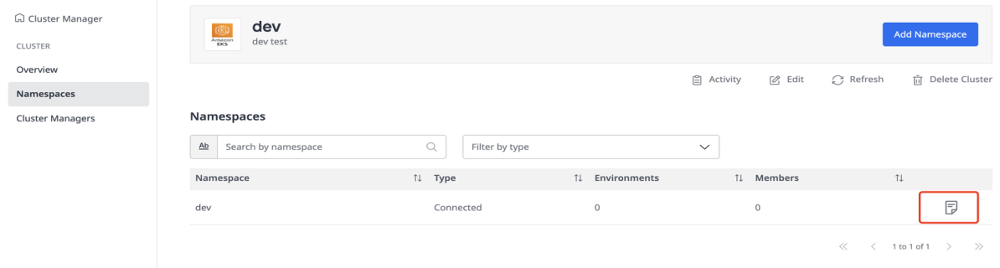 Cluster Manager
CLUSTER
Overview
Namespaces
Cluster Managers
Amazon
EKS
dev
dev test
Add Namespace
Activity Edit Refresh Delete Cluster
Namespaces
Ab Search by namespace Filter by type
Namespace Type Environments Members
dev Connected 0 0
1 to 1 of 1